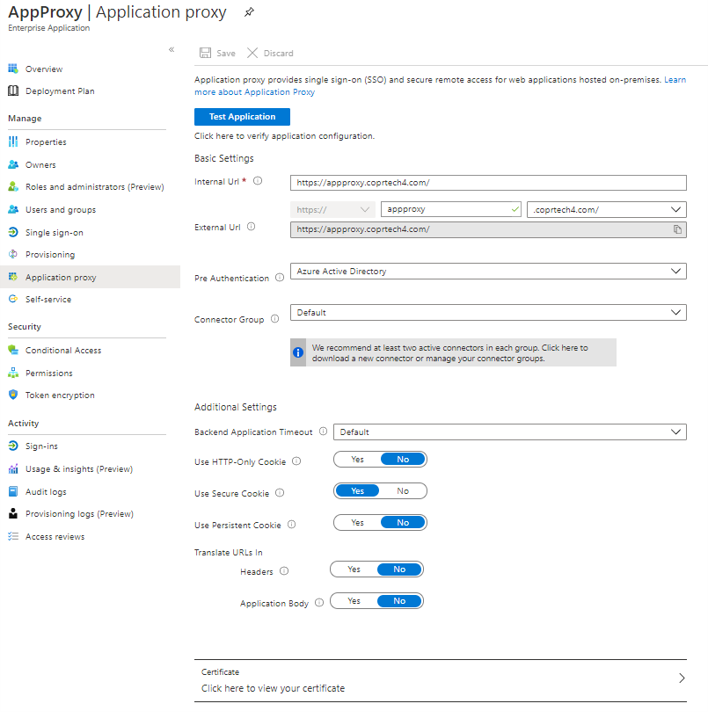 AppProxy | Application proxy
Enterprise Application
«
Overview
Deployment Plan
Manage
Properties
Owners
Roles and administrators (Preview)
Users and groups
Single sign-on
Provisioning
Application proxy
Self-service
Security
Conditional Access
Permissions
Token encryption
Activity
Sign-ins
Usage & insights (Preview)
Audit logs
Provisioning logs (Preview)
Access reviews
Save Discard
Application proxy provides single sign-on (SSO) and secure remote access for web applications hosted on-premises. Learn
more about Application Proxy
Test Application
Click here to verify application configuration.
Basic Settings
Internal Url * https://appproxy.coprtech4.com/
https:// appproxy .coprtech4.com/
External Url https://appproxy.coprtech4.com/
Pre Authentication Azure Active Directory
Connector Group Default
We recommend at least two active connectors in each group. Click here to
download a new connector or manage your connector groups.
Additional Settings
Backend Application Timeout Default
Use HTTP-Only Cookie Yes No
Use Secure Cookie Yes No
Use Persistent Cookie Yes No
Translate URLs In
Headers Yes No
Application Body Yes No
Certificate
Click here to view your certificate